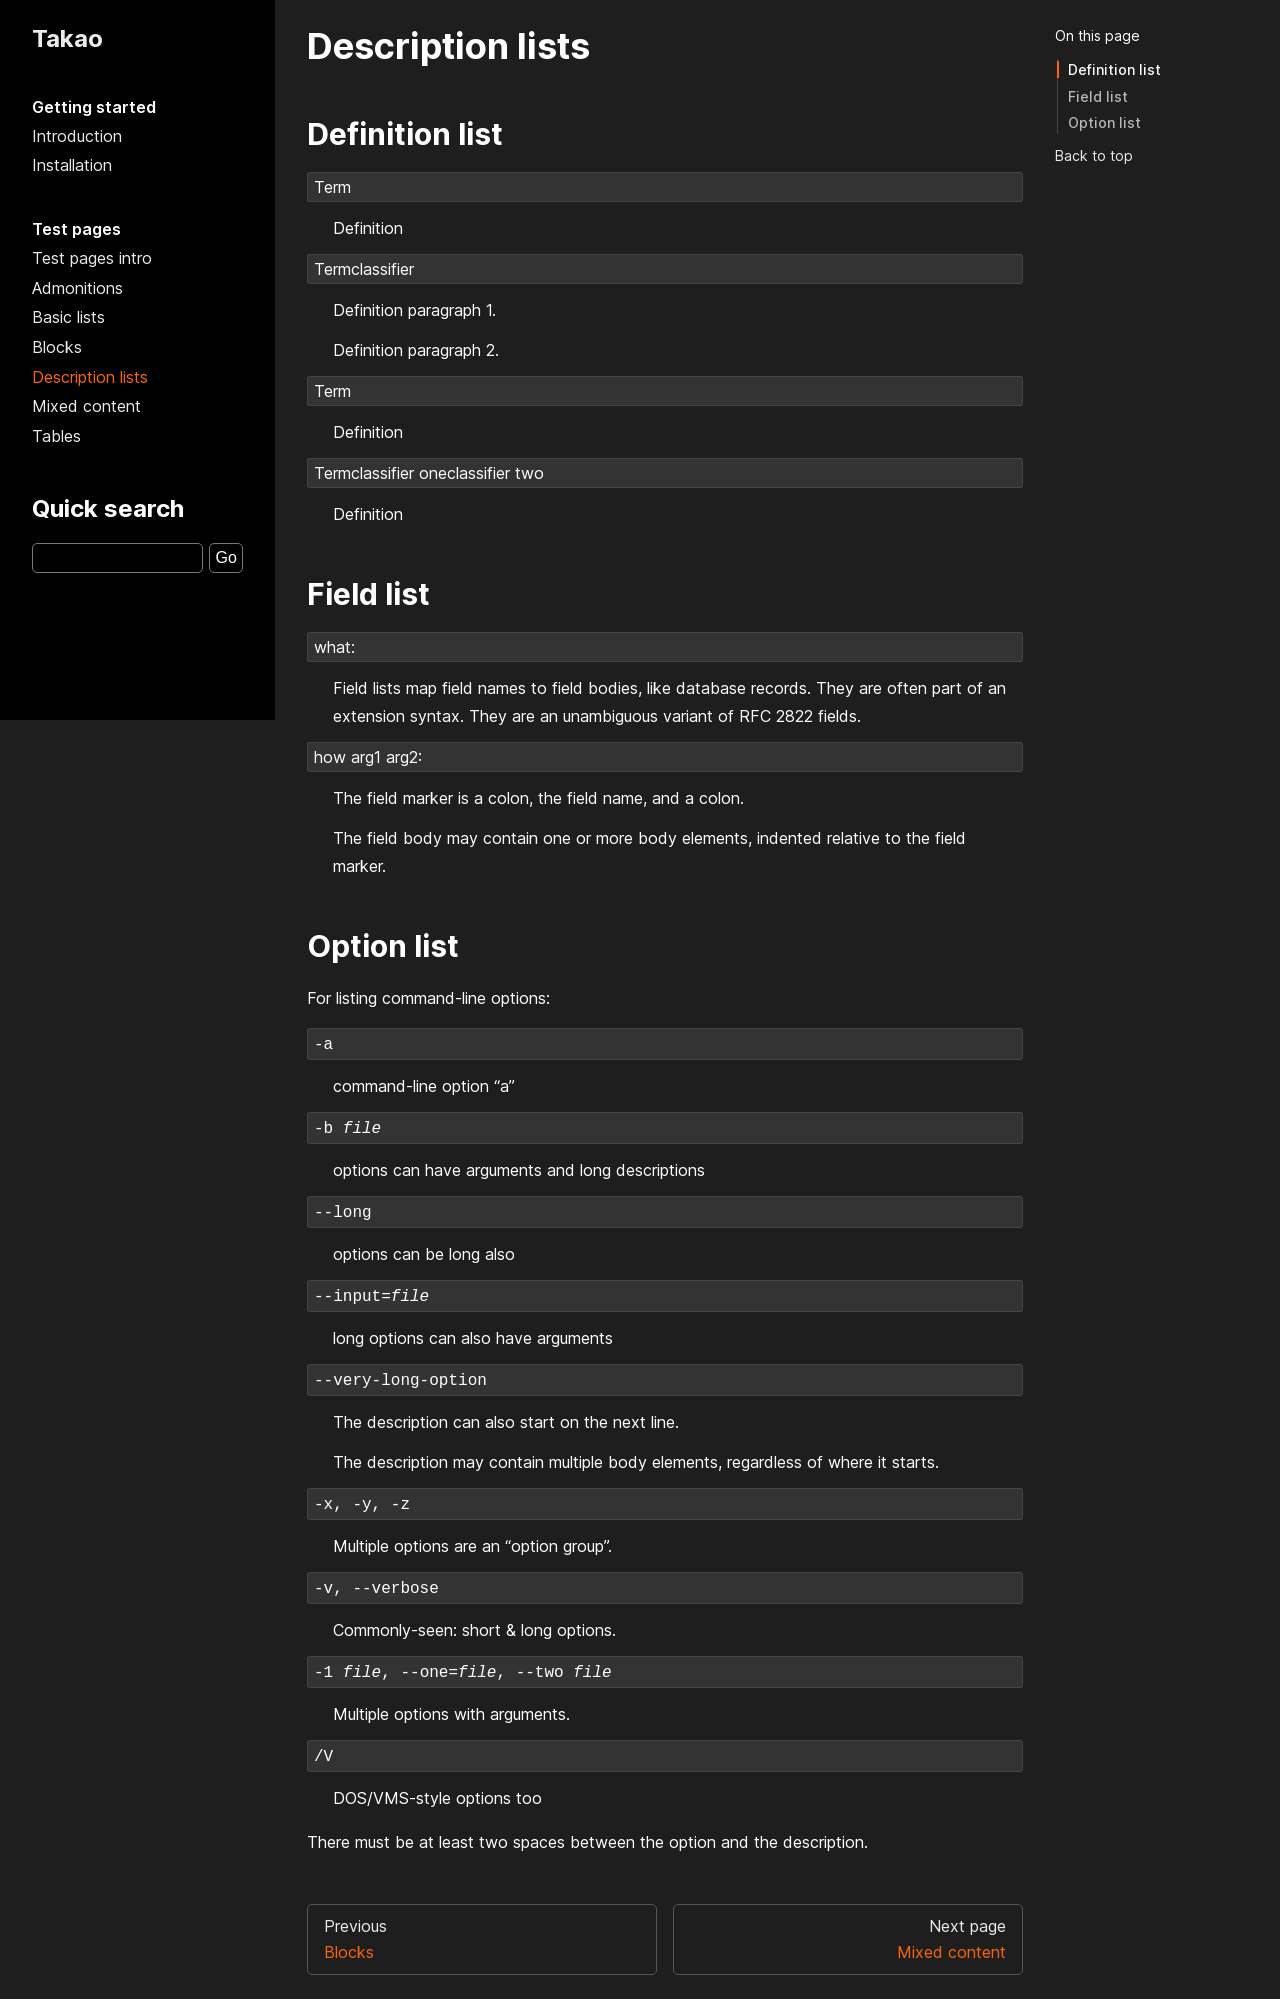 Takao
Getting started
Introduction
Installation
Test pages
Test pages intro
Admonitions
Basic lists
Blocks
Description lists
Mixed content
Tables
Quick search
Go
Description lists
Definition list
Term
Definition
Termclassifier
Definition paragraph 1.
Definition paragraph 2.
Term
Definition
Termclassifier oneclassifier two
Definition
Field list
what:
Field lists map field names to field bodies, like database records. They are often part of an
extension syntax. They are an unambiguous variant of RFC 2822 fields.
how arg1 arg2:
The field marker is a colon, the field name, and a colon.
The field body may contain one or more body elements, indented relative to the field
marker.
Option list
For listing command-line options:
-a
command-line option “a”
-b file
options can have arguments and long descriptions
--long
options can be long also
--input=file
long options can also have arguments
--very-long-option
The description can also start on the next line.
The description may contain multiple body elements, regardless of where it starts.
-x, -y, -z
Multiple options are an “option group”.
-v, --verbose
Commonly-seen: short & long options.
-1 file, --one=file, --two file
Multiple options with arguments.
/V
DOS/VMS-style options too
There must be at least two spaces between the option and the description.
Previous
Blocks
Next page
Mixed content
On this page
Definition list
Field list
Option list
Back to top